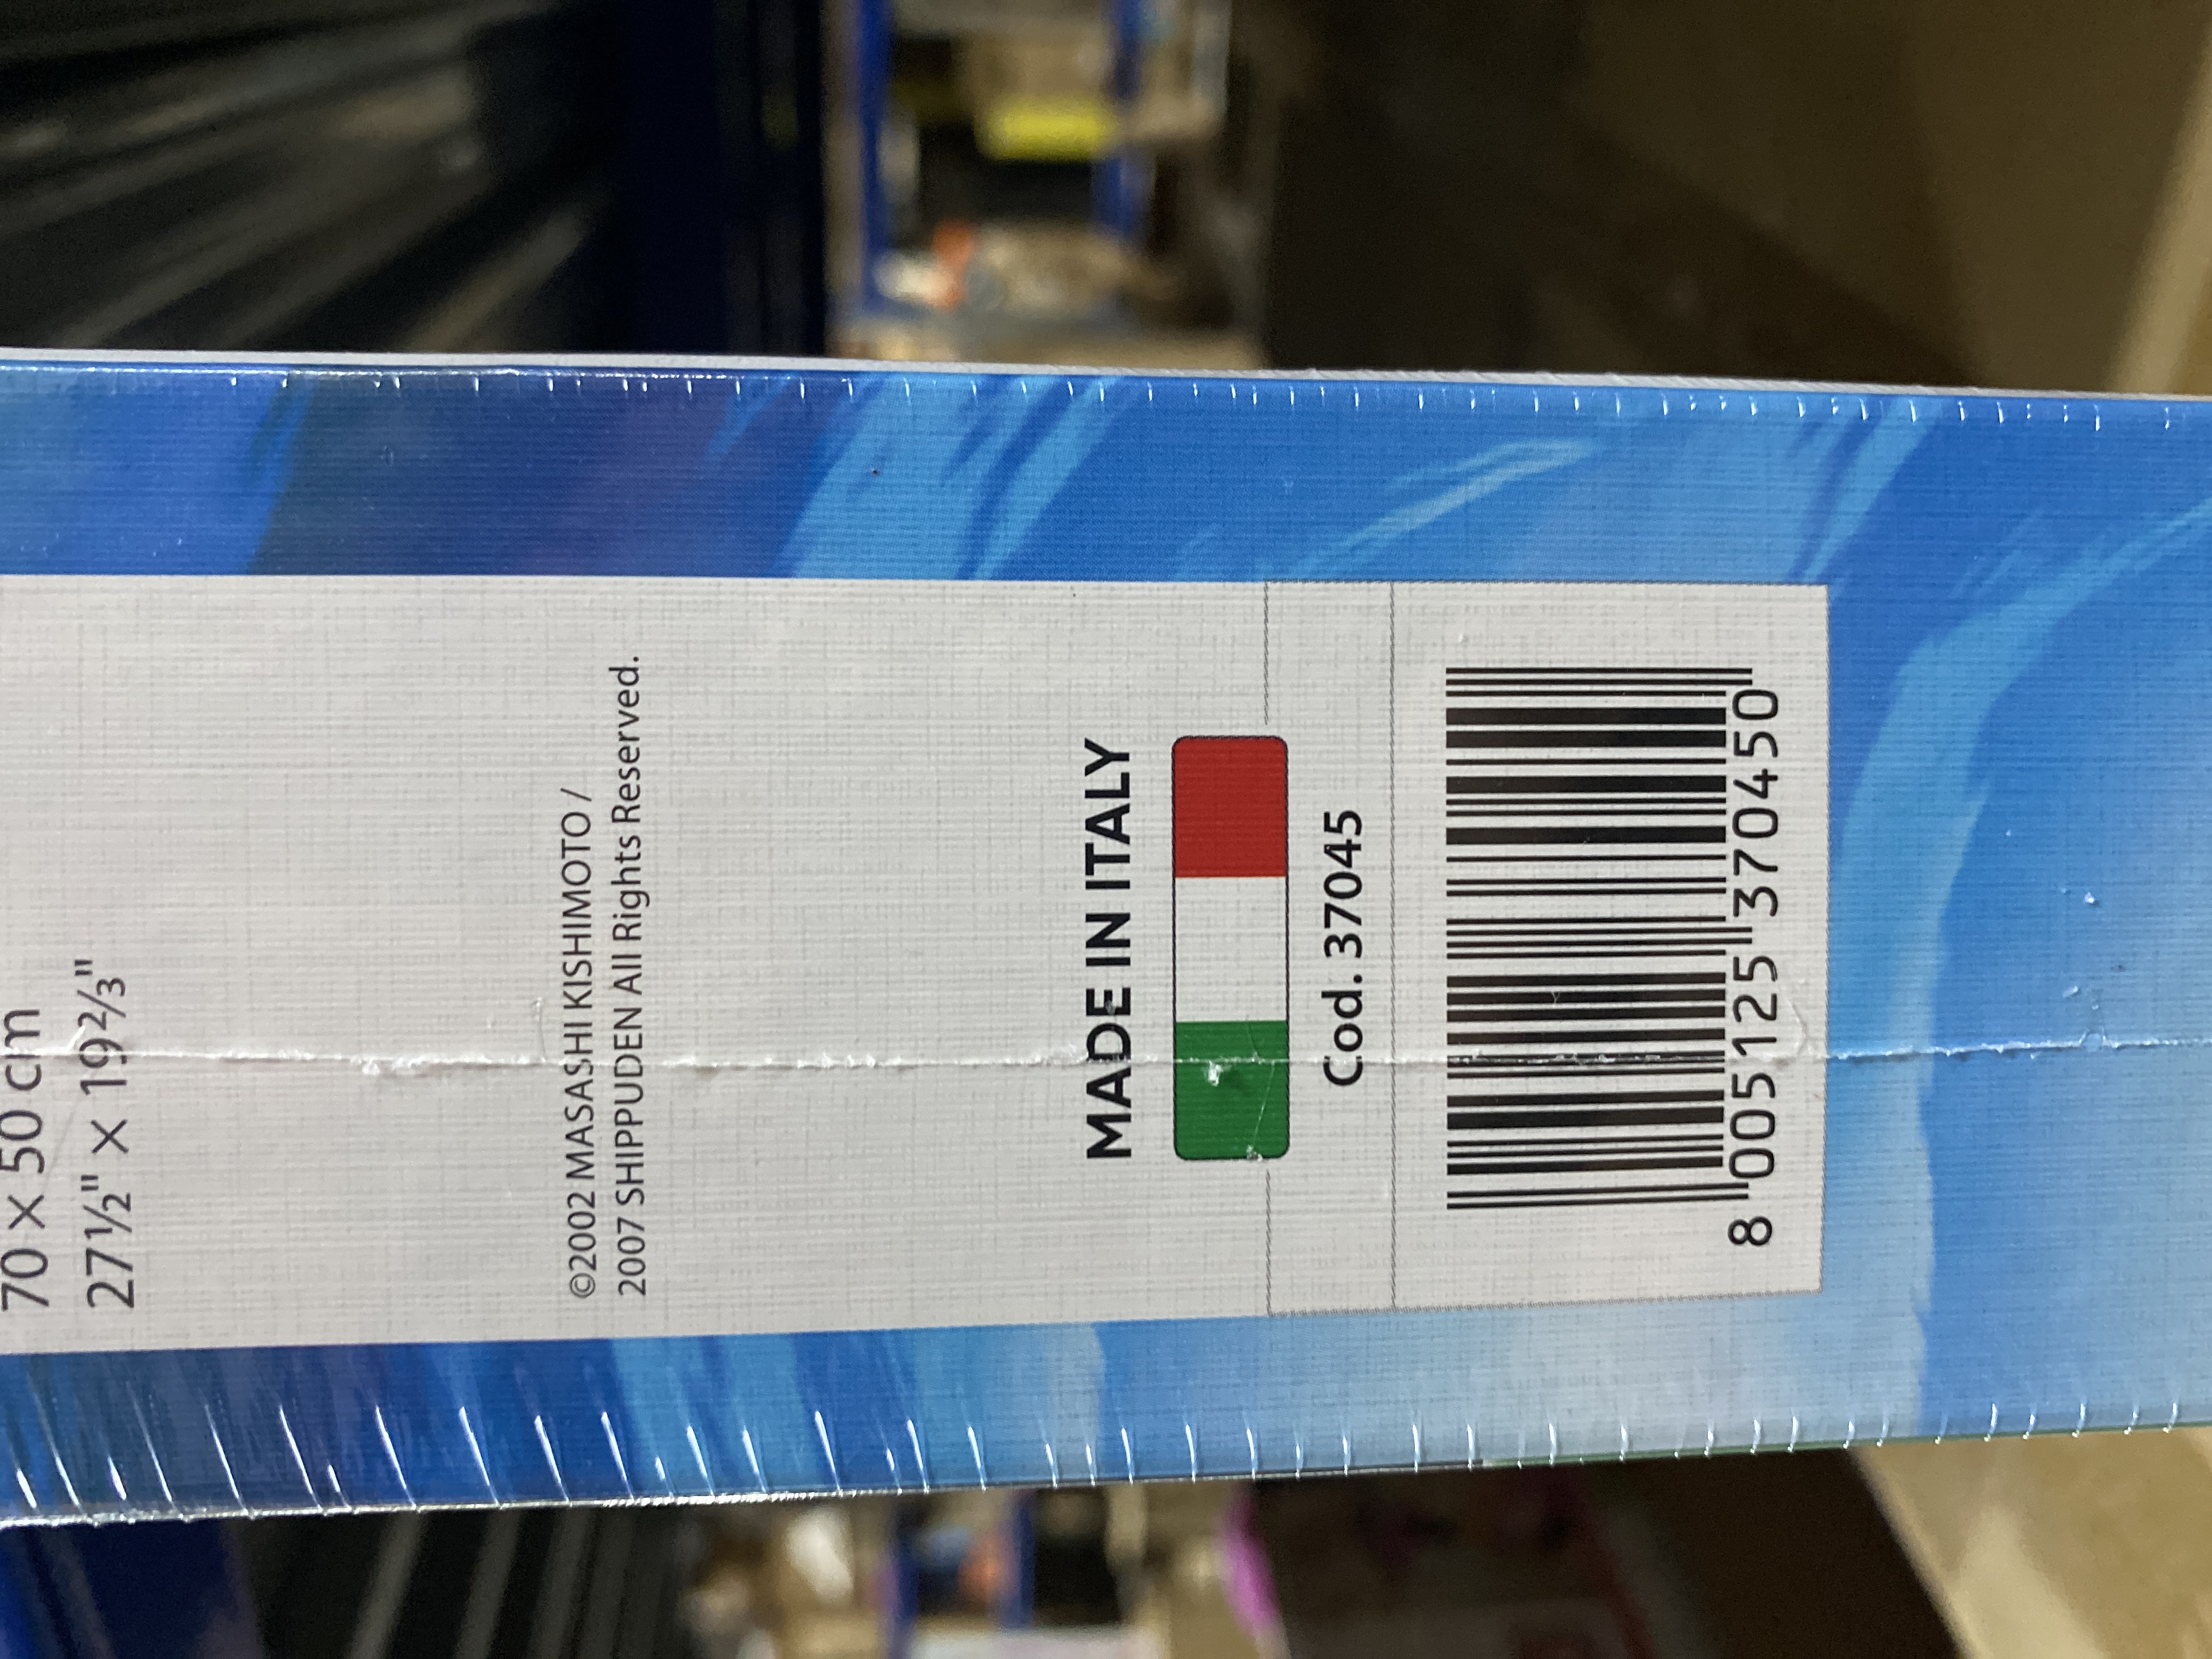 70 x 50 cm
27½" x 19⅔"
©2002 MASASHI KISHIMOTO /
2007 SHIPPUDEN All Rights Reserved.
MADE IN ITALY
Cod. 37045
8 005125 370450